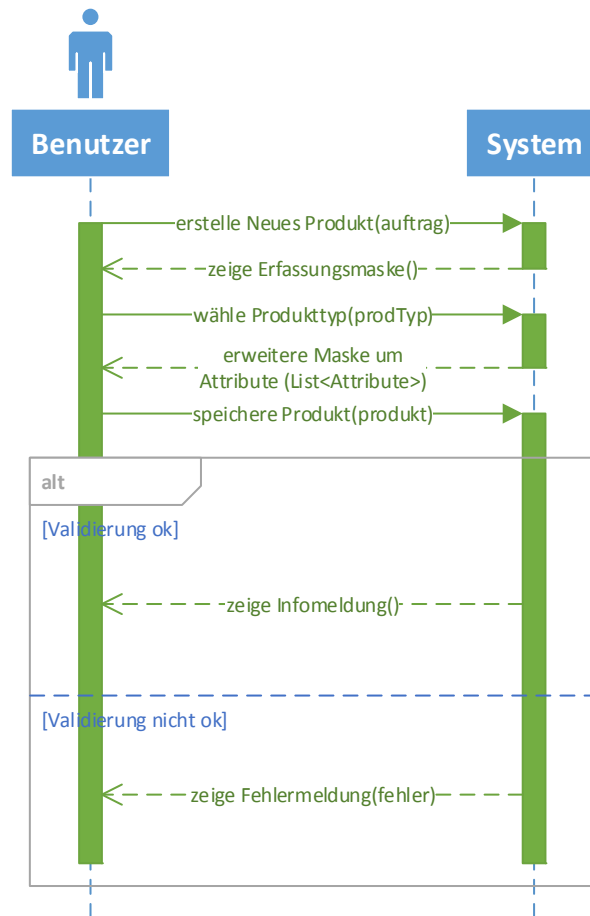 Benutzer
System
erstelle Neues Produkt(auftrag)
zeige Erfassungsmaske()
wähle Produkttyp(prodTyp)
erweitere Maske um
Attribute (List<Attribute>)
speichere Produkt(produkt)
alt
[Validierung ok]
zeige Infomeldung()
[Validierung nicht ok]
zeige Fehlermeldung(fehler)